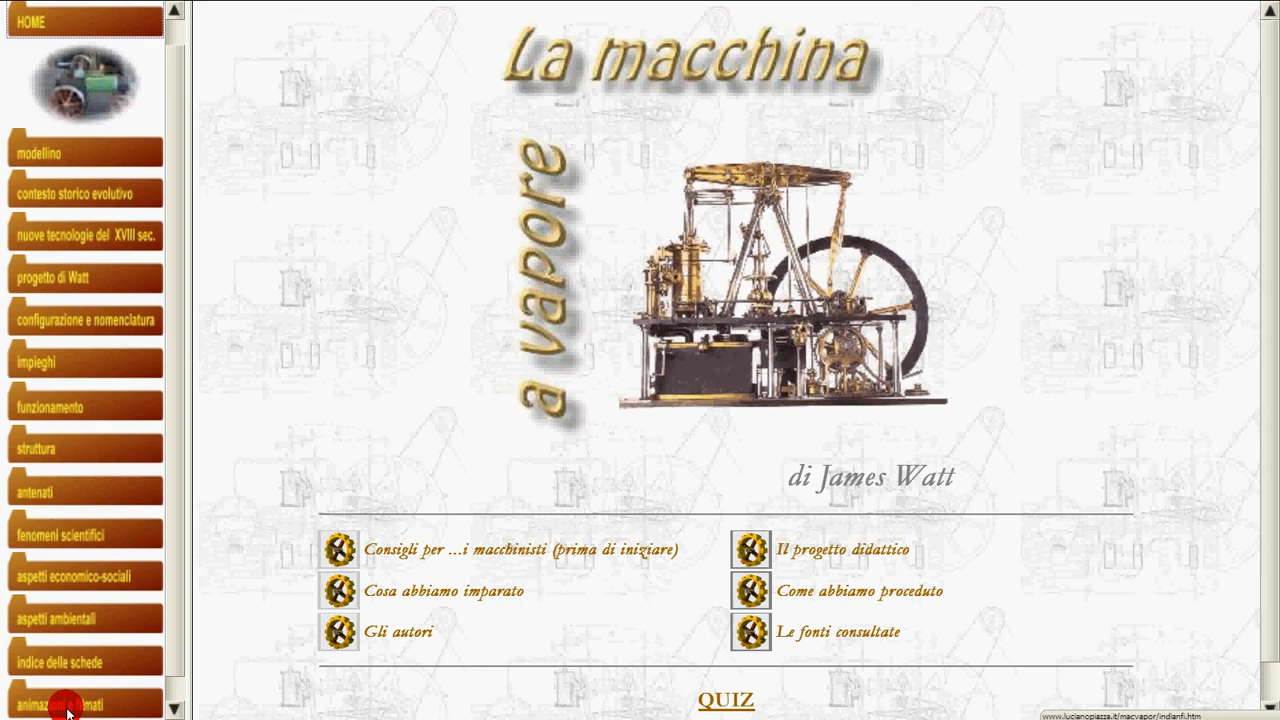 HOME
modellino
contesto storico evolutivo
nuove tecnologie del XVIII sec.
progetto di Watt
configurazione e nomenclatura
impieghi
funzionamento
struttura
antenati
fenomeni scientifici
aspetti economico-sociali
aspetti ambientali
indice delle schede
animazioni e filmati
La macchina
a vapore
di James Watt
Consigli per ...i macchinisti (prima di iniziare)
Il progetto didattico
Cosa abbiamo imparato
Come abbiamo proceduto
Gli autori
Le fonti consultate
QUIZ
www.lucianopiazza.it/macvapor/indianfi.htm